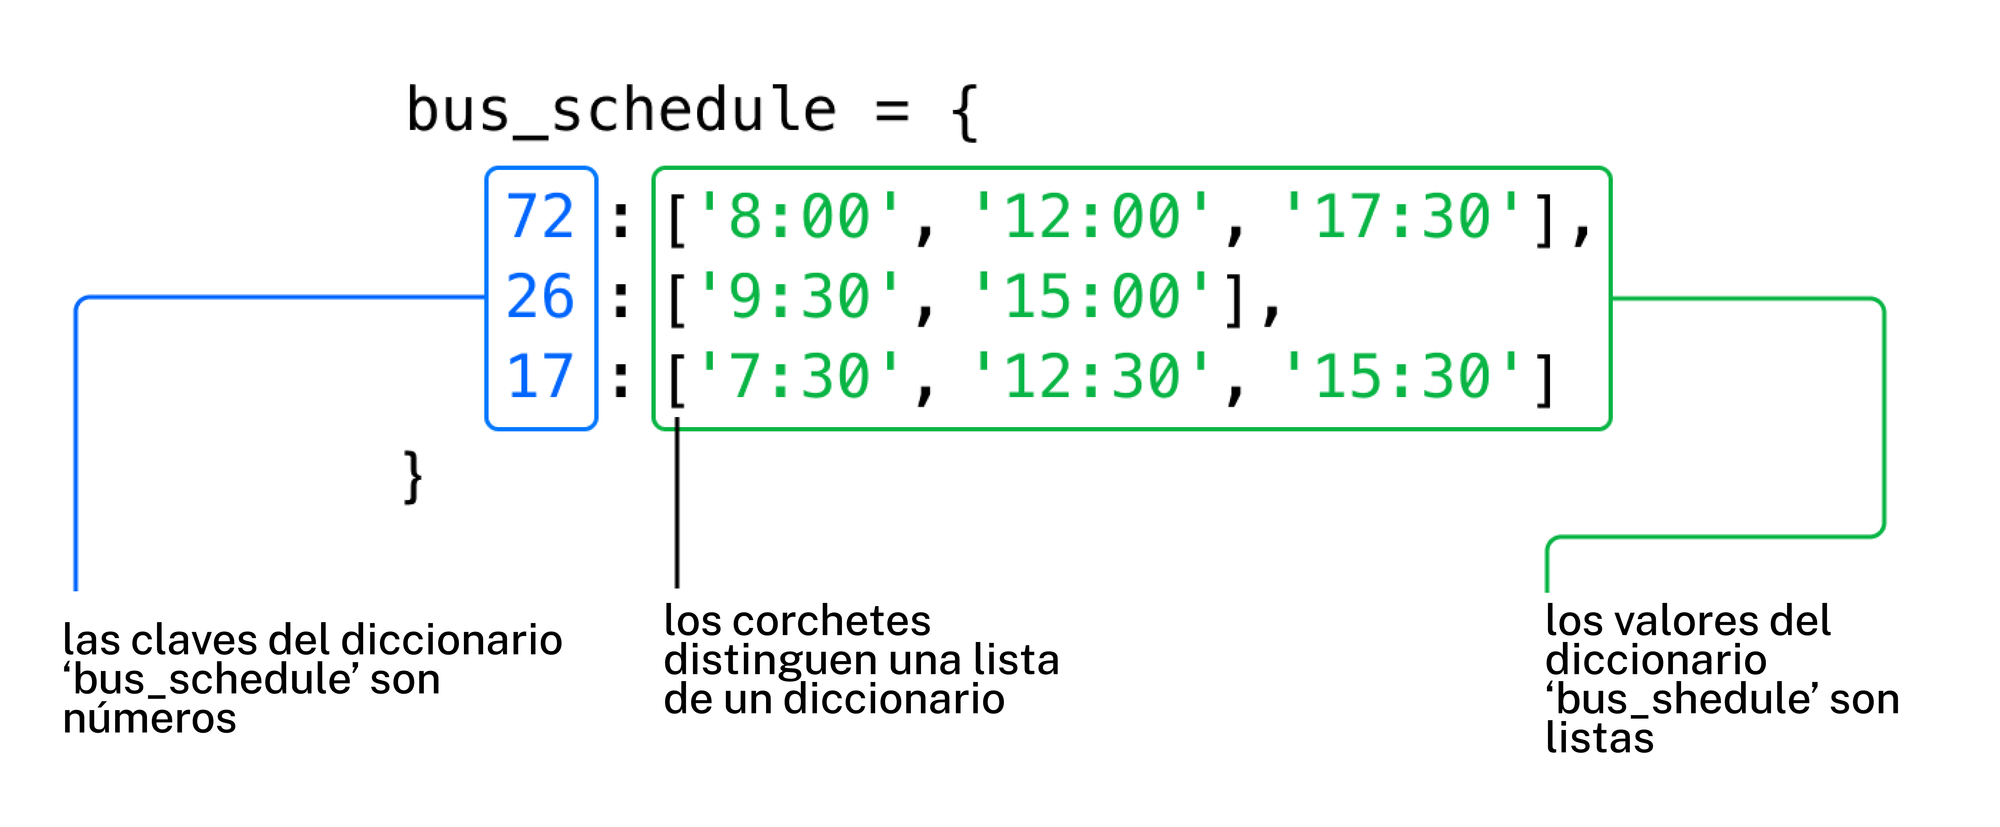 bus_schedule = {
72 : ['8:00', '12:00', '17:30'],
26 : ['9:30', '15:00'],
17 : ['7:30', '12:30', '15:30']
}
las claves del diccionario
‘bus_schedule’ son
números
los corchetes
distinguen una lista
de un diccionario
los valores del
diccionario
‘bus_shedule’ son
listas